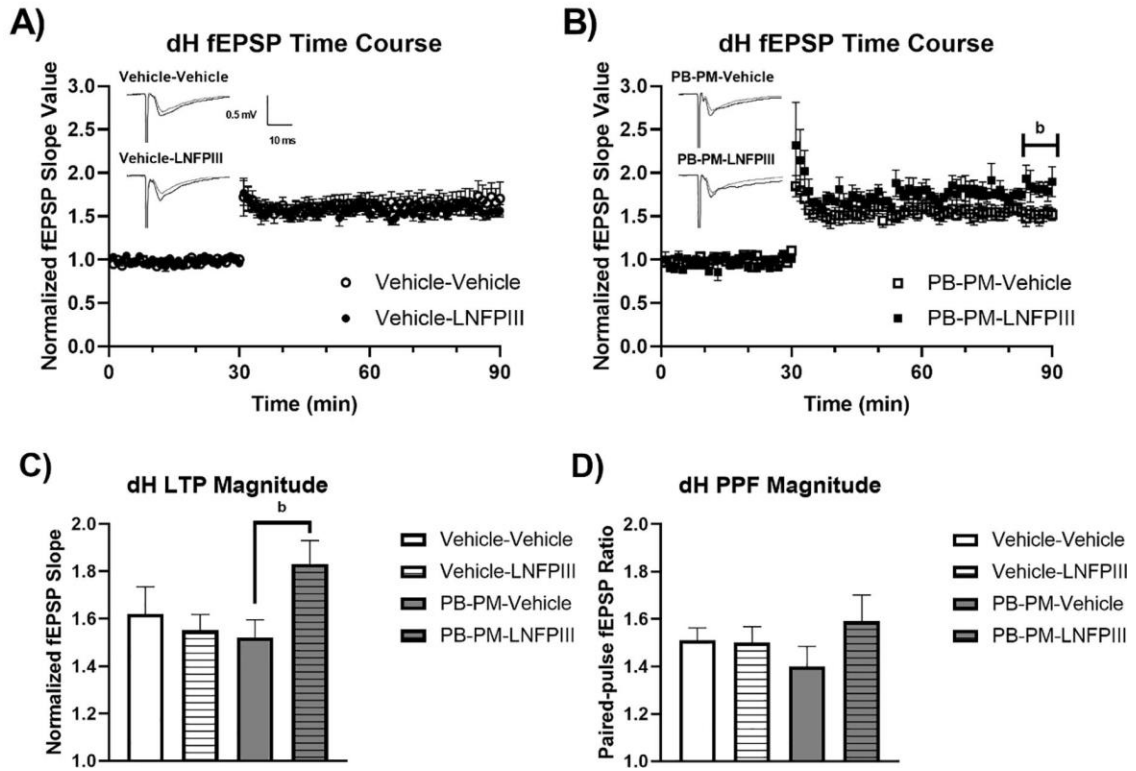 A)
dH fEPSP Time Course
Normalized fEPSP Slope Value
3.0
2.5
2.0
1.5
1.0
0.5
0.0
Vehicle-Vehicle
0.5 mV
10 ms
Vehicle-LNFPIII
Vehicle-Vehicle
Vehicle-LNFPIII
0
30
60
90
Time (min)
B)
dH fEPSP Time Course
Normalized fEPSP Slope Value
3.0
2.5
2.0
1.5
1.0
0.5
0.0
PB-PM-Vehicle
PB-PM-LNFPIII
b
PB-PM-Vehicle
PB-PM-LNFPIII
0
30
60
90
Time (min)
C)
dH LTP Magnitude
Normalized fEPSP Slope
2.0
1.8
1.6
1.4
1.2
1.0
b
Vehicle-Vehicle
Vehicle-LNFPIII
PB-PM-Vehicle
PB-PM-LNFPIII
D)
dH PPF Magnitude
Paired-pulse fEPSP Ratio
2.0
1.8
1.6
1.4
1.2
1.0
Vehicle-Vehicle
Vehicle-LNFPIII
PB-PM-Vehicle
PB-PM-LNFPIII